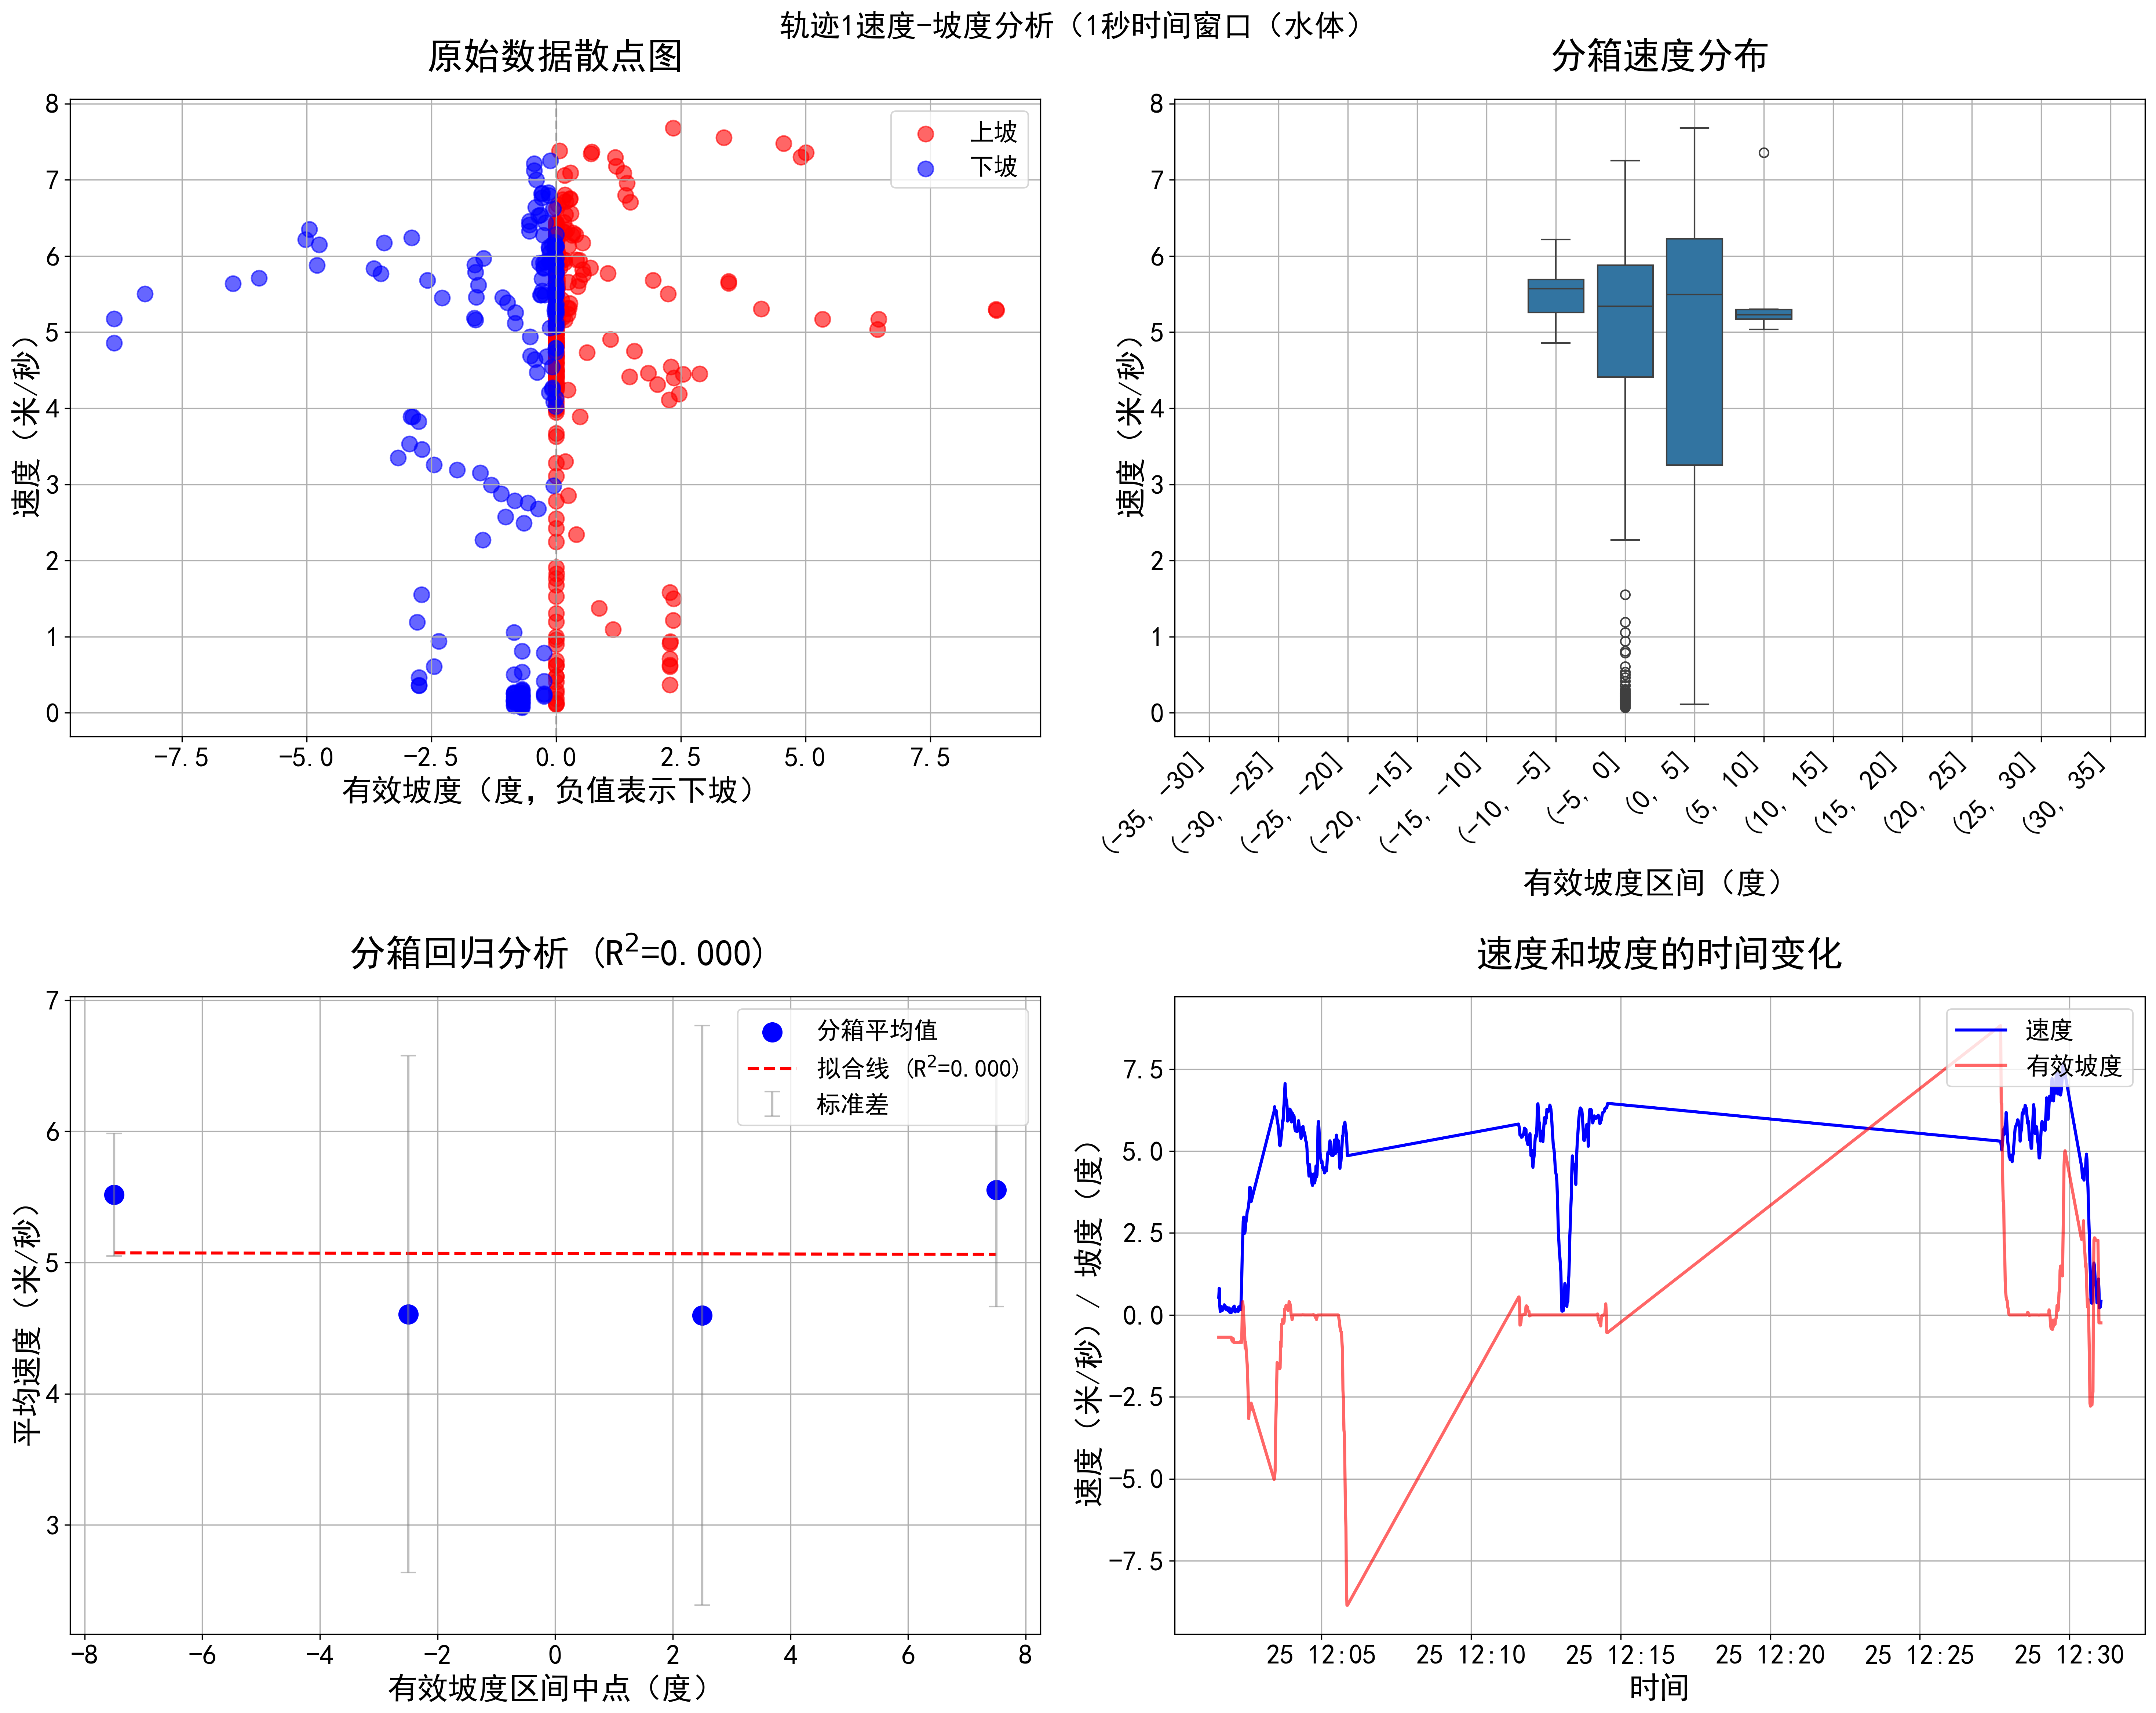 轨迹1速度-坡度分析（1秒时间窗口（水体）
原始数据散点图
8
7
6
5
4
3
2
1
0
速度（米/秒）
上坡
下坡
−7.5 −5.0 −2.5 0.0 2.5 5.0 7.5
有效坡度（度，负值表示下坡）
分箱速度分布
8
7
6
5
4
3
2
1
0
速度（米/秒）
(-35, -30]
(-30, -25]
(-25, -20]
(-20, -15]
(-15, -10]
(-10, -5]
(-5, 0]
(0, 5]
(5, 10]
(10, 15]
(15, 20]
(20, 25]
(25, 30]
(30, 35]
有效坡度区间（度）
分箱回归分析 (R²=0.000)
7
6
5
4
3
平均速度（米/秒）
分箱平均值
拟合线 (R²=0.000)
标准差
−8 −6 −4 −2 0 2 4 6 8
有效坡度区间中点（度）
速度和坡度的时间变化
7.5
5.0
2.5
0.0
−2.5
−5.0
−7.5
速度（米/秒）/ 坡度（度）
速度
有效坡度
25 12:05 25 12:10 25 12:15 25 12:20 25 12:25 25 12:30
时间